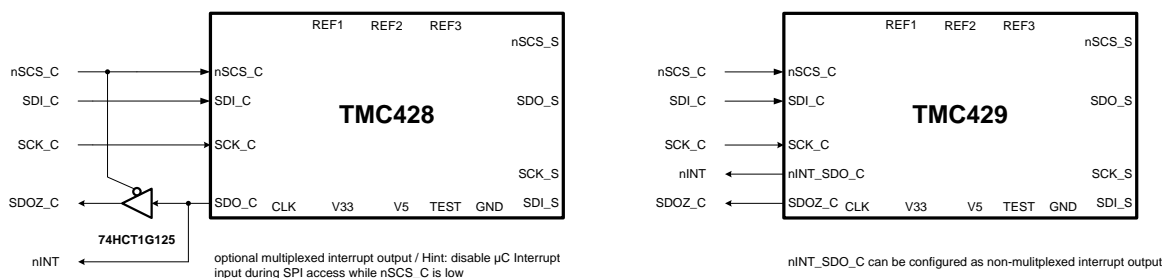 REF1 REF2 REF3
nSCS_S
nSCS_C nSCS_C
SDI_C SDI_C SDO_S
TMC428
SCK_C SCK_C
SCK_S
SDOZ_C SDO_C CLK V33 V5 TEST GND SDI_S
74HCT1G125
nINT
optional multiplexed interrupt output / Hint: disable µC Interrupt
input during SPI access while nSCS_C is low
REF1 REF2 REF3
nSCS_S
nSCS_C nSCS_C
SDI_C SDI_C SDO_S
TMC429
SCK_C SCK_C
nINT nINT_SDO_C SCK_S
SDOZ_C SDOZ_C CLK V33 V5 TEST GND SDI_S
nINT_SDO_C can be configured as non-mulitplexed interrupt output